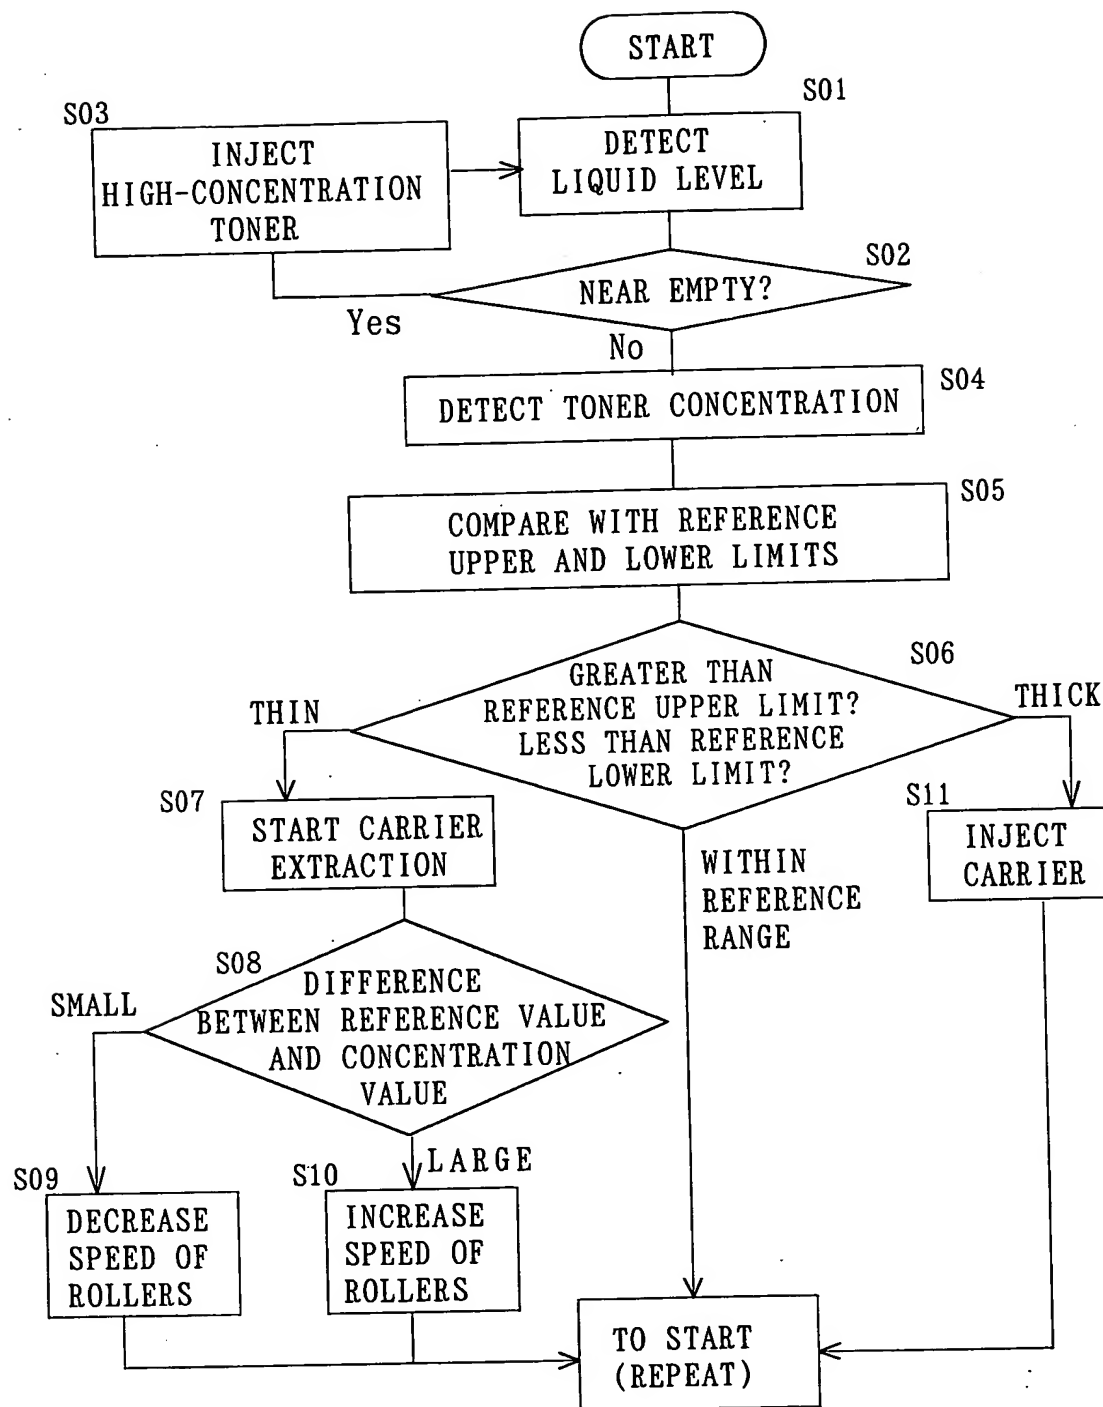 START
S01
DETECT
LIQUID LEVEL
S03
INJECT
HIGH-CONCENTRATION
TONER
S02
NEAR EMPTY?
Yes
No
S04
DETECT TONER CONCENTRATION
S05
COMPARE WITH REFERENCE
UPPER AND LOWER LIMITS
S06
GREATER THAN
REFERENCE UPPER LIMIT?
LESS THAN REFERENCE
LOWER LIMIT?
THIN
THICK
S07
START CARRIER
EXTRACTION
WITHIN
REFERENCE
RANGE
S11
INJECT
CARRIER
S08
DIFFERENCE
BETWEEN REFERENCE VALUE
AND CONCENTRATION
VALUE
SMALL
LARGE
S09
DECREASE
SPEED OF
ROLLERS
S10
INCREASE
SPEED OF
ROLLERS
TO START
(REPEAT)